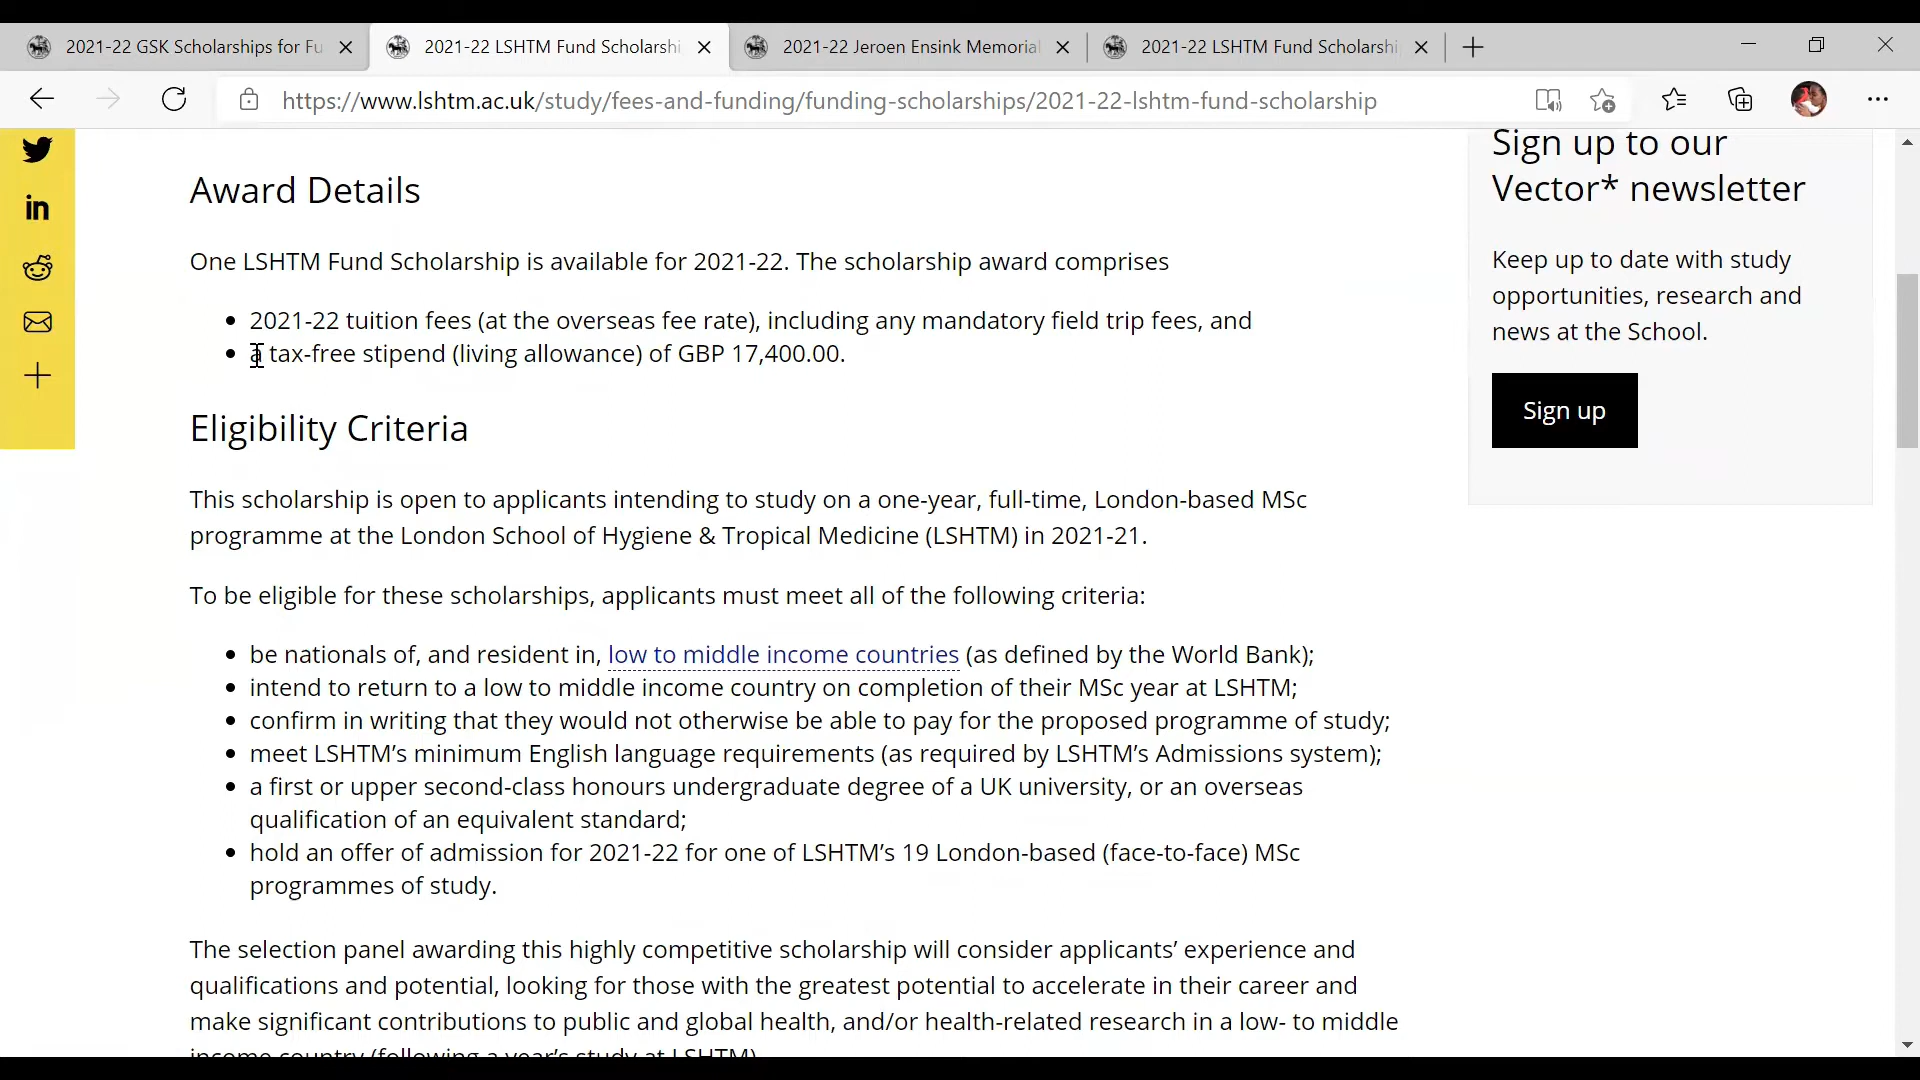 2021-22 GSK Scholarships for Fu
2021-22 LSHTM Fund Scholarshi
2021-22 Jeroen Ensink Memorial
2021-22 LSHTM Fund Scholarshi
https://www.lshtm.ac.uk/study/fees-and-funding/funding-scholarships/2021-22-lshtm-fund-scholarship
Award Details
One LSHTM Fund Scholarship is available for 2021-22. The scholarship award comprises
• 2021-22 tuition fees (at the overseas fee rate), including any mandatory field trip fees, and
• a tax-free stipend (living allowance) of GBP 17,400.00.
Eligibility Criteria
This scholarship is open to applicants intending to study on a one-year, full-time, London-based MSc
programme at the London School of Hygiene & Tropical Medicine (LSHTM) in 2021-21.
To be eligible for these scholarships, applicants must meet all of the following criteria:
• be nationals of, and resident in, low to middle income countries (as defined by the World Bank);
• intend to return to a low to middle income country on completion of their MSc year at LSHTM;
• confirm in writing that they would not otherwise be able to pay for the proposed programme of study;
• meet LSHTM’s minimum English language requirements (as required by LSHTM’s Admissions system);
• a first or upper second-class honours undergraduate degree of a UK university, or an overseas
qualification of an equivalent standard;
• hold an offer of admission for 2021-22 for one of LSHTM’s 19 London-based (face-to-face) MSc
programmes of study.
The selection panel awarding this highly competitive scholarship will consider applicants’ experience and
qualifications and potential, looking for those with the greatest potential to accelerate in their career and
make significant contributions to public and global health, and/or health-related research in a low- to middle
income country (following a year’s study at LSHTM)
Sign up to our
Vector* newsletter
Keep up to date with study
opportunities, research and
news at the School.
Sign up